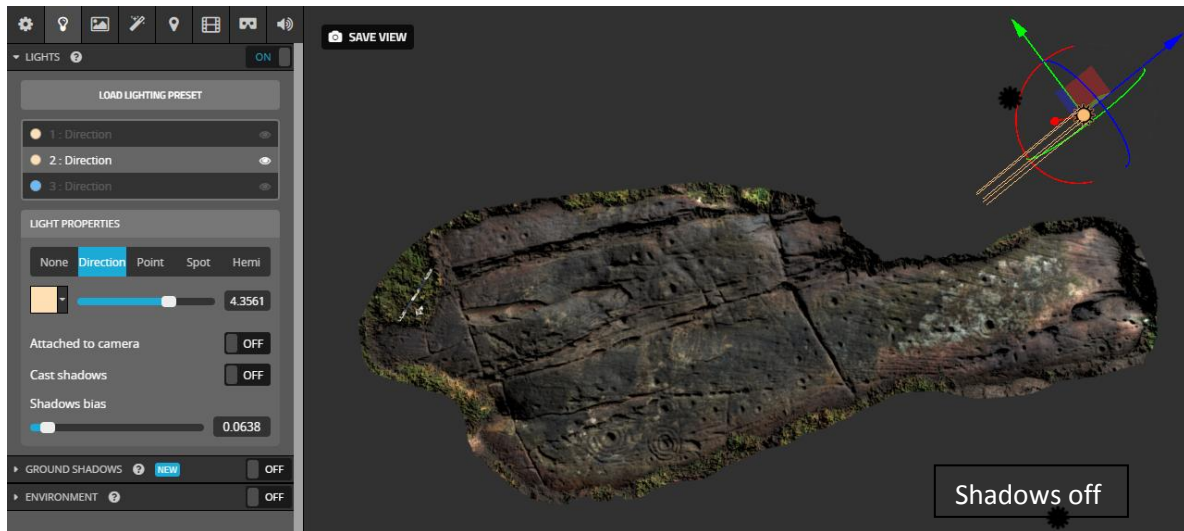 LIGHTS ? ON
LOAD LIGHTING PRESET
1 : Direction
2 : Direction
3 : Direction
LIGHT PROPERTIES
None Direction Point Spot Hemi
4.3561
Attached to camera OFF
Cast shadows OFF
Shadows bias
0.0638
GROUND SHADOWS ? NEW OFF
ENVIRONMENT ? OFF
SAVE VIEW
Shadows off